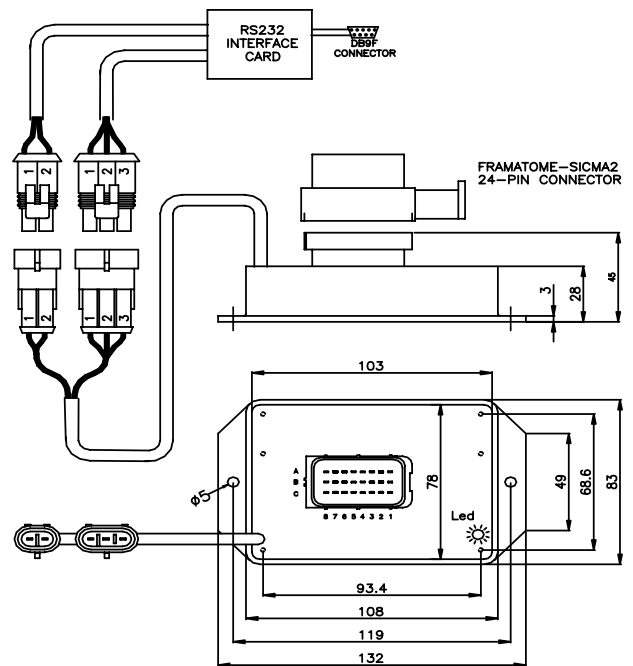 RS232
INTERFACE
CARD
DB9F
CONNECTOR
1 2
1 2 3
FRAMATOME-SICMA2
24-PIN CONNECTOR
1 2
1 2 3
3
28
45
103
A
B
C
8 7 6 5 4 3 2 1
78
Led
49
68.6
83
ø5
93.4
108
119
132